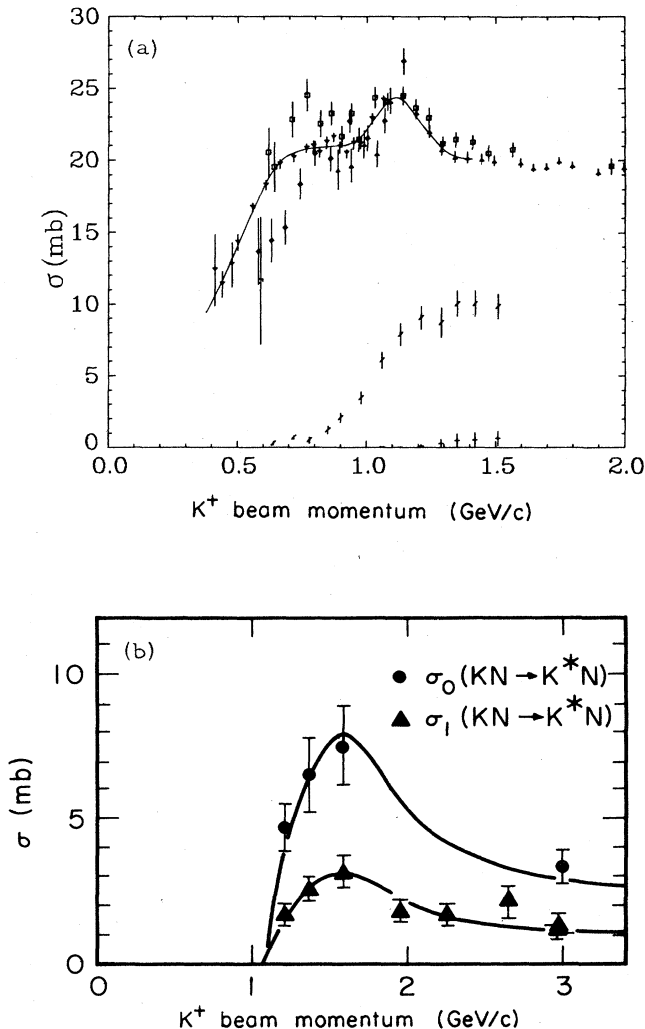 30
(a)
25
20
σ(mb)
15
10
5
0
0.0 0.5 1.0 1.5 2.0
K+ beam momentum (GeV/c)
(b)
10
● σ0 (KN → K*N)
▲ σ1 (KN → K*N)
σ (mb)
5
0
0 1 2 3
K+ beam momentum (GeV/c)